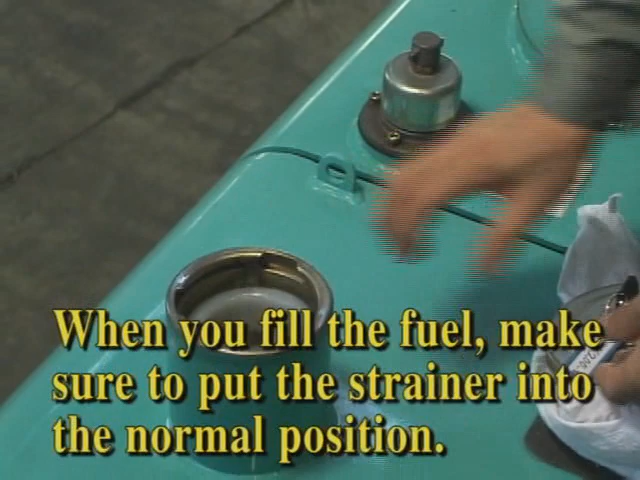 When you fill the fuel, make
sure to put the strainer into
the normal position.